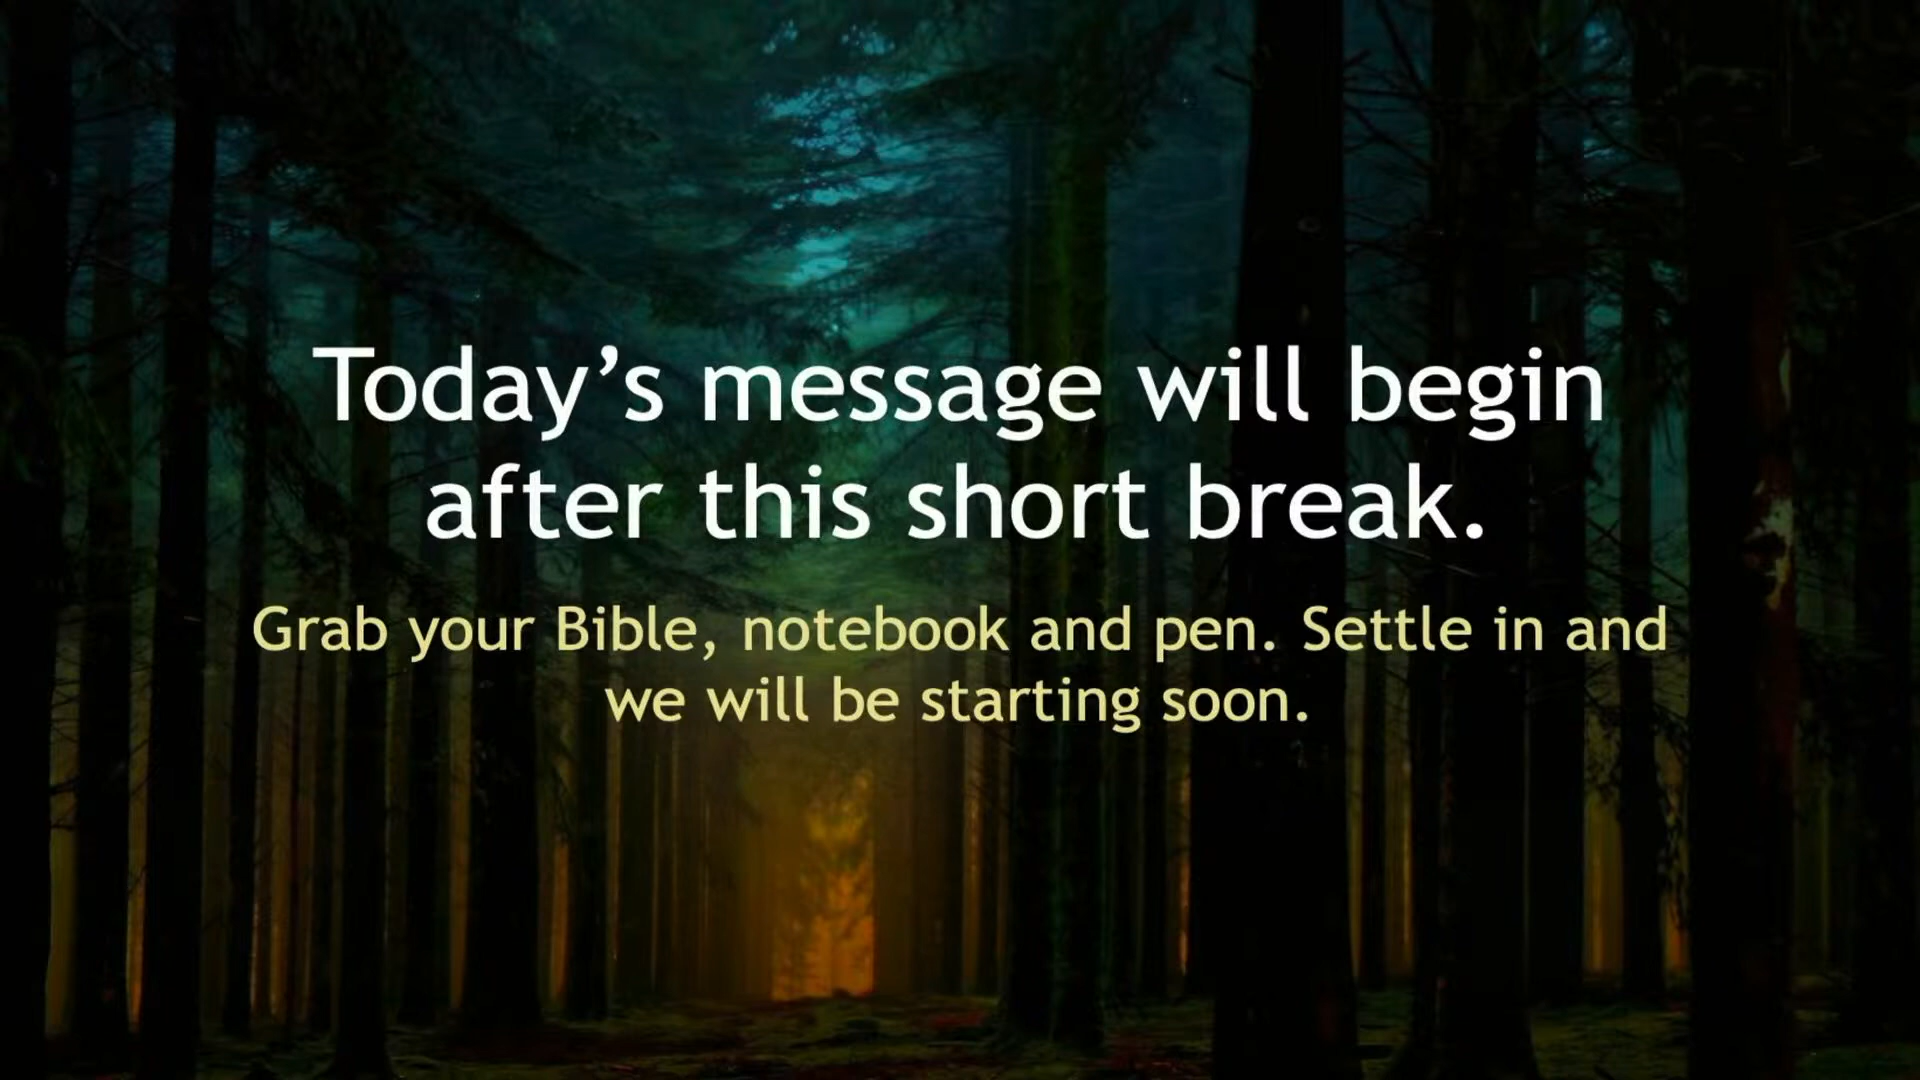 Today’s message will begin
after this short break.
Grab your Bible, notebook and pen. Settle in and
we will be starting soon.